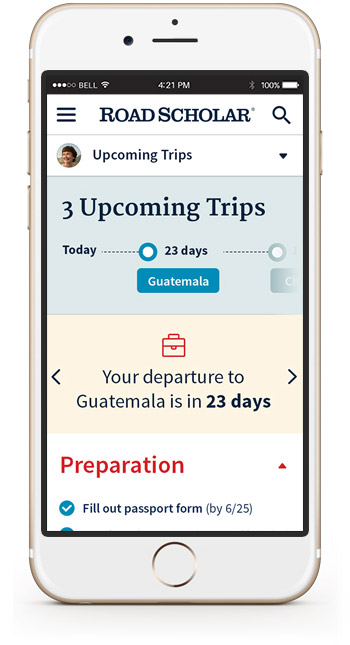 BELL 4:21 PM 100%
ROAD SCHOLAR®
Upcoming Trips
3 Upcoming Trips
Today 23 days
Guatemala
Your departure to
Guatemala is in 23 days
Preparation
Fill out passport form (by 6/25)